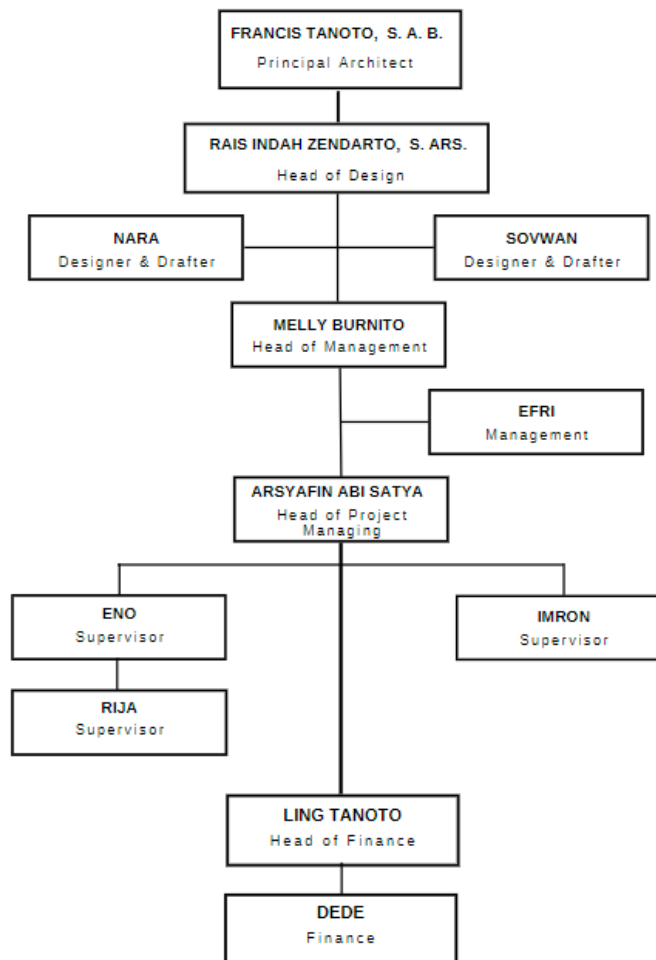 FRANCIS TANOTO, S. A. B.
Principal Architect
RAIS INDAH ZENDARTO, S. ARS.
Head of Design
NARA
Designer & Drafter
SOVWAN
Designer & Drafter
MELLY BURNITO
Head of Management
EFRI
Management
ARSYAFIN ABI SATYA
Head of Project
Managing
ENO
Supervisor
IMRON
Supervisor
RIJA
Supervisor
LING TANOTO
Head of Finance
DEDE
Finance